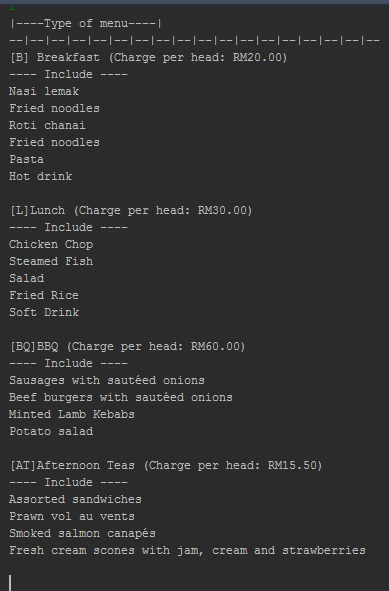 1
|----Type of menu----|
--|--|--|--|--|--|--|--|--|--|--|--|--|--|--|--|--|--
[B] Breakfast (Charge per head: RM20.00)
---- Include ----
Nasi lemak
Fried noodles
Roti chanai
Fried noodles
Pasta
Hot drink
[L]Lunch (Charge per head: RM30.00)
---- Include ----
Chicken Chop
Steamed Fish
Salad
Fried Rice
Soft Drink
[BQ]BBQ (Charge per head: RM60.00)
---- Include ----
Sausages with sautéed onions
Beef burgers with sautéed onions
Minted Lamb Kebabs
Potato salad
[AT]Afternoon Teas (Charge per head: RM15.50)
---- Include ----
Assorted sandwiches
Prawn vol au vents
Smoked salmon canapés
Fresh cream scones with jam, cream and strawberries